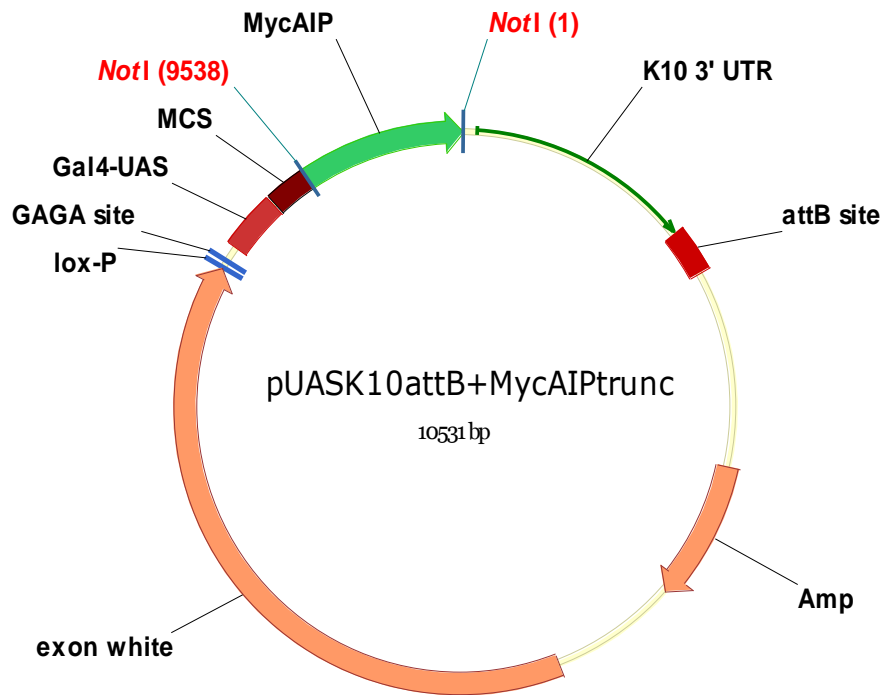 MycAIP
NotI (1)
NotI (9538)
K10 3' UTR
MCS
Gal4-UAS
GAGA site
attB site
lox-P
pUASK10attB+MycAIPtrunc
10531 bp
Amp
exon white